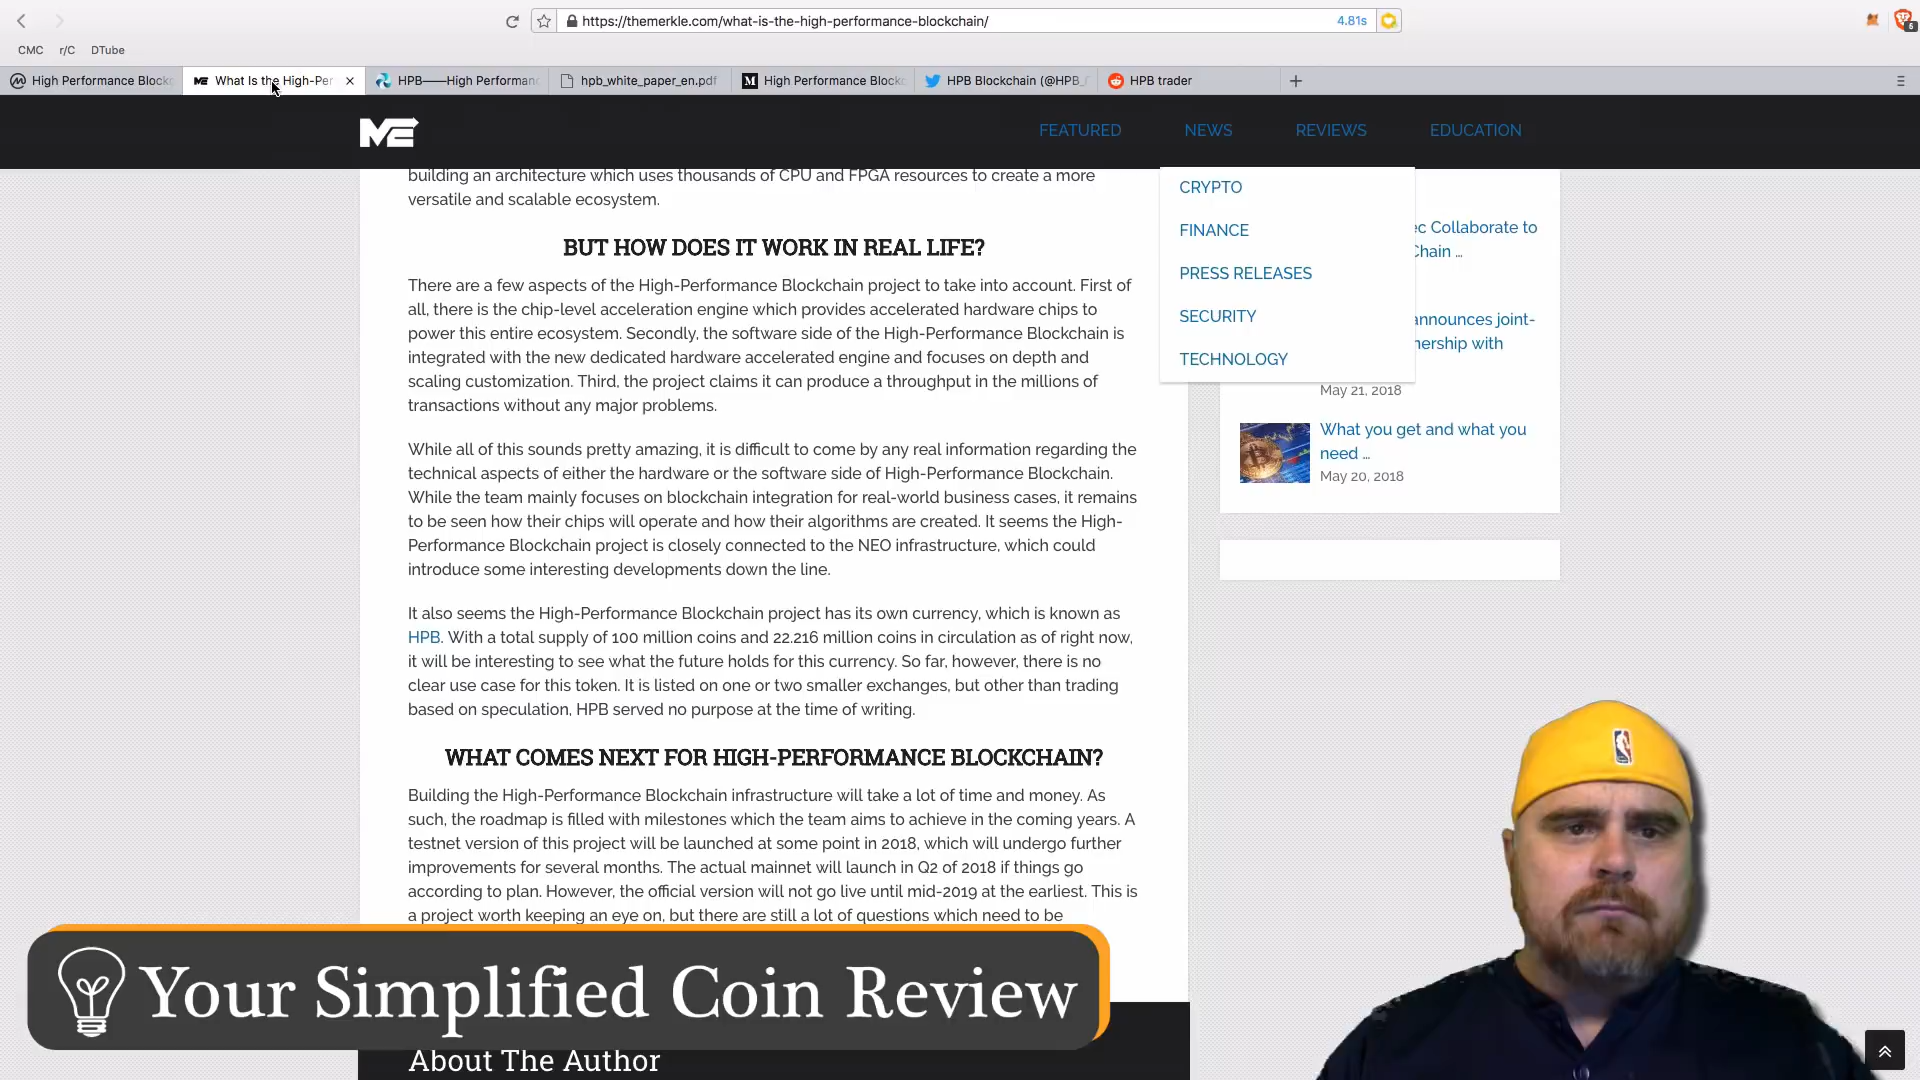 https://themerkle.com/what-is-the-high-performance-blockchain/
4.81s
6
CMC r/C DTube
High Performance Block
What Is the High-Per
HPB——High Performan
hpb_white_paper_en.pdf
High Performance Block
HPB Blockchain (@HPB_
HPB trader
FEATURED NEWS REVIEWS EDUCATION
CRYPTO
FINANCE
PRESS RELEASES
SECURITY
TECHNOLOGY
building an architecture which uses thousands of CPU and FPGA resources to create a more
versatile and scalable ecosystem.
BUT HOW DOES IT WORK IN REAL LIFE?
There are a few aspects of the High-Performance Blockchain project to take into account. First of
all, there is the chip-level acceleration engine which provides accelerated hardware chips to
power this entire ecosystem. Secondly, the software side of the High-Performance Blockchain is
integrated with the new dedicated hardware accelerated engine and focuses on depth and
scaling customization. Third, the project claims it can produce a throughput in the millions of
transactions without any major problems.
While all of this sounds pretty amazing, it is difficult to come by any real information regarding the
technical aspects of either the hardware or the software side of High-Performance Blockchain.
While the team mainly focuses on blockchain integration for real-world business cases, it remains
to be seen how their chips will operate and how their algorithms are created. It seems the High-
Performance Blockchain project is closely connected to the NEO infrastructure, which could
introduce some interesting developments down the line.
It also seems the High-Performance Blockchain project has its own currency, which is known as
HPB. With a total supply of 100 million coins and 22.216 million coins in circulation as of right now,
it will be interesting to see what the future holds for this currency. So far, however, there is no
clear use case for this token. It is listed on one or two smaller exchanges, but other than trading
based on speculation, HPB served no purpose at the time of writing.
WHAT COMES NEXT FOR HIGH-PERFORMANCE BLOCKCHAIN?
Building the High-Performance Blockchain infrastructure will take a lot of time and money. As
such, the roadmap is filled with milestones which the team aims to achieve in the coming years. A
testnet version of this project will be launched at some point in 2018, which will undergo further
improvements for several months. The actual mainnet will launch in Q2 of 2018 if things go
according to plan. However, the official version will not go live until mid-2019 at the earliest. This is
a project worth keeping an eye on, but there are still a lot of questions which need to be
About The Author
ec Collaborate to
Chain …
announces joint-
nership with
May 21, 2018
What you get and what you
need …
May 20, 2018
Your Simplified Coin Review